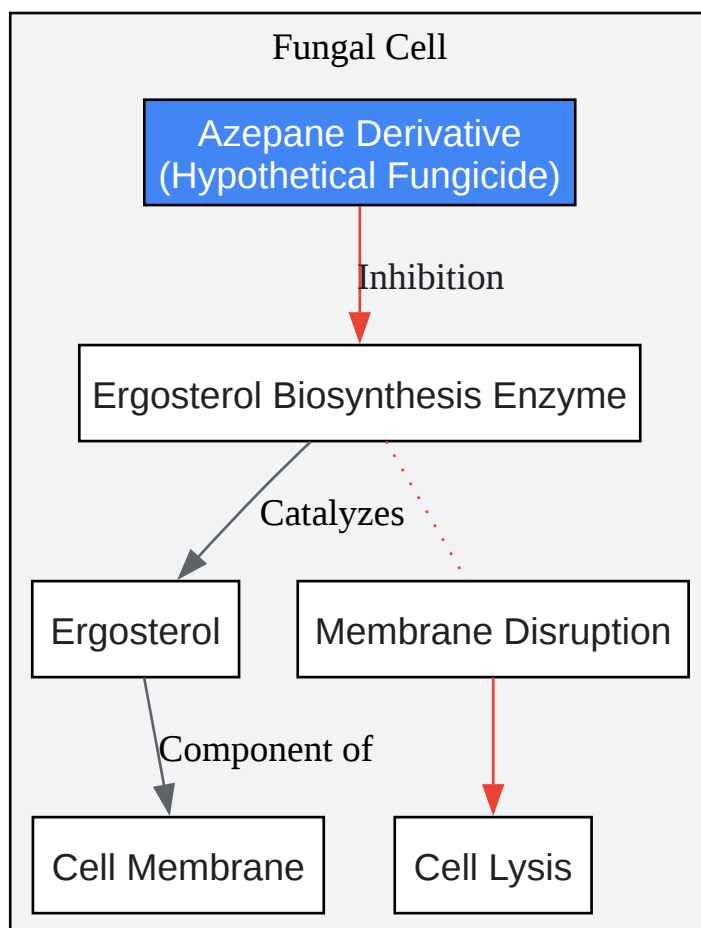 Fungal Cell
Azepane Derivative
(Hypothetical Fungicide)
Inhibition
Ergosterol Biosynthesis Enzyme
Catalyzes
Ergosterol
Membrane Disruption
Component of
Cell Membrane
Cell Lysis